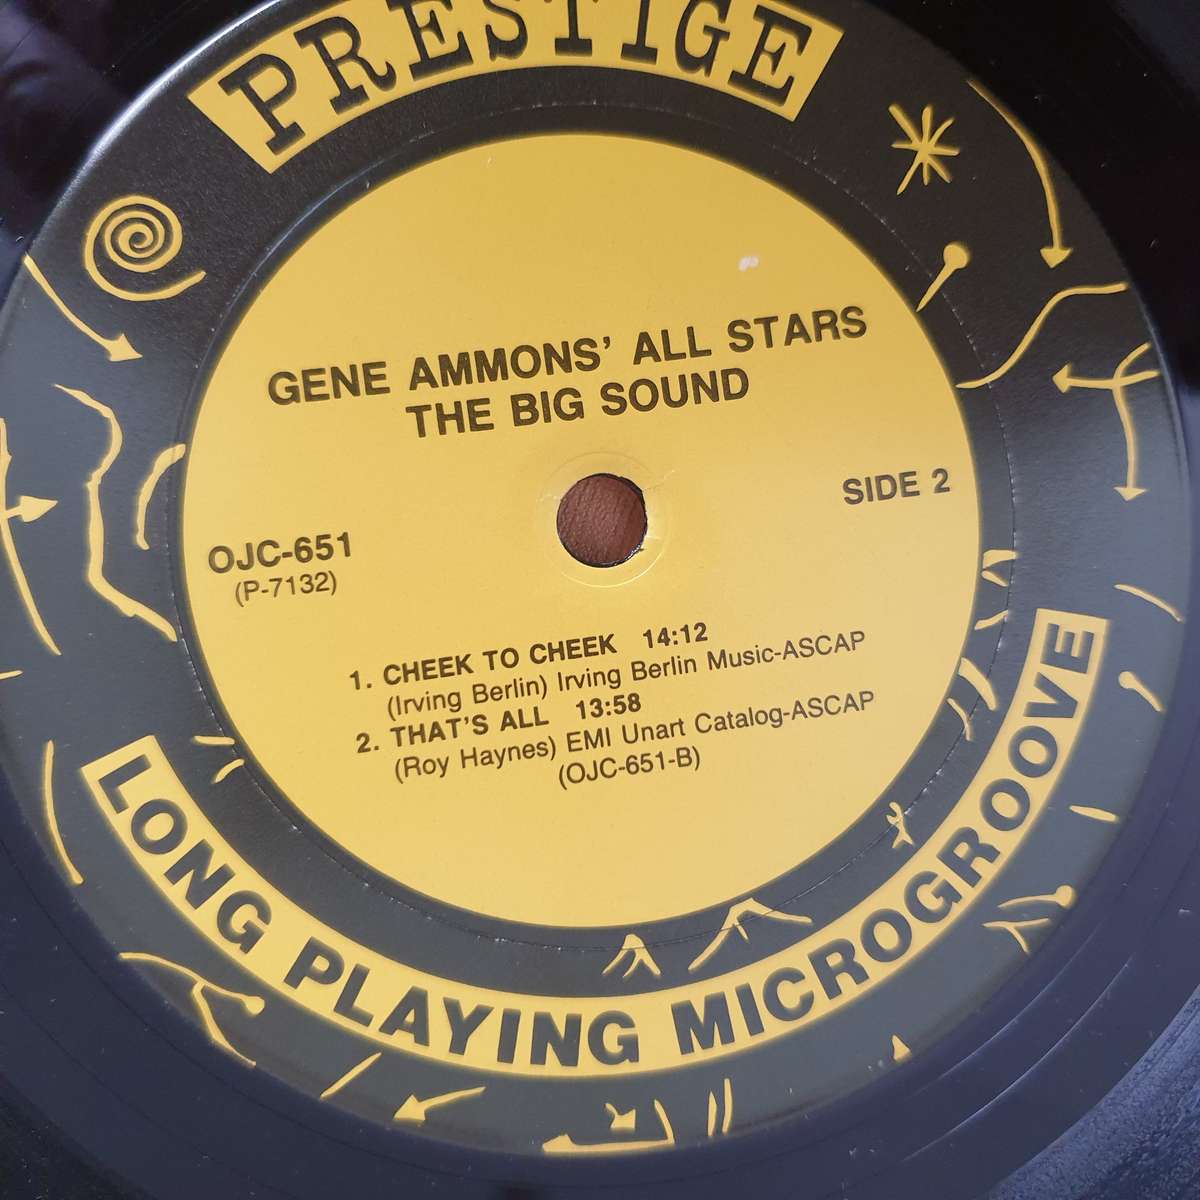 PRESTIGE
GENE AMMONS' ALL STARS
THE BIG SOUND
SIDE 2
OJC-651
(P-7132)
1. CHEEK TO CHEEK 14:12
(Irving Berlin) Irving Berlin Music-ASCAP
2. THAT'S ALL 13:58
(Roy Haynes) EMI Unart Catalog-ASCAP
(OJC-651-B)
LONG PLAYING MICROGROOVE